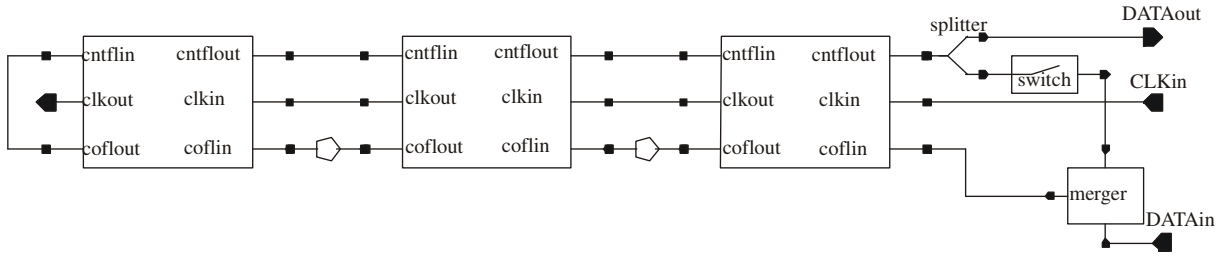 DATAout
splitter
cntflin cntflout cntflin cntflout cntflin cntflout
switch
CLKin
clkout clkin clkout clkin clkout clkin
coflout coflin coflout coflin coflout coflin
merger
DATAin